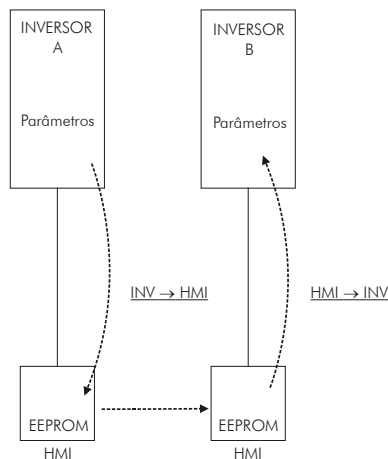 INVERSOR
A
Parâmetros
INV → HMI
EEPROM
HMI
INVERSOR
B
Parâmetros
HMI → INV
EEPROM
HMI